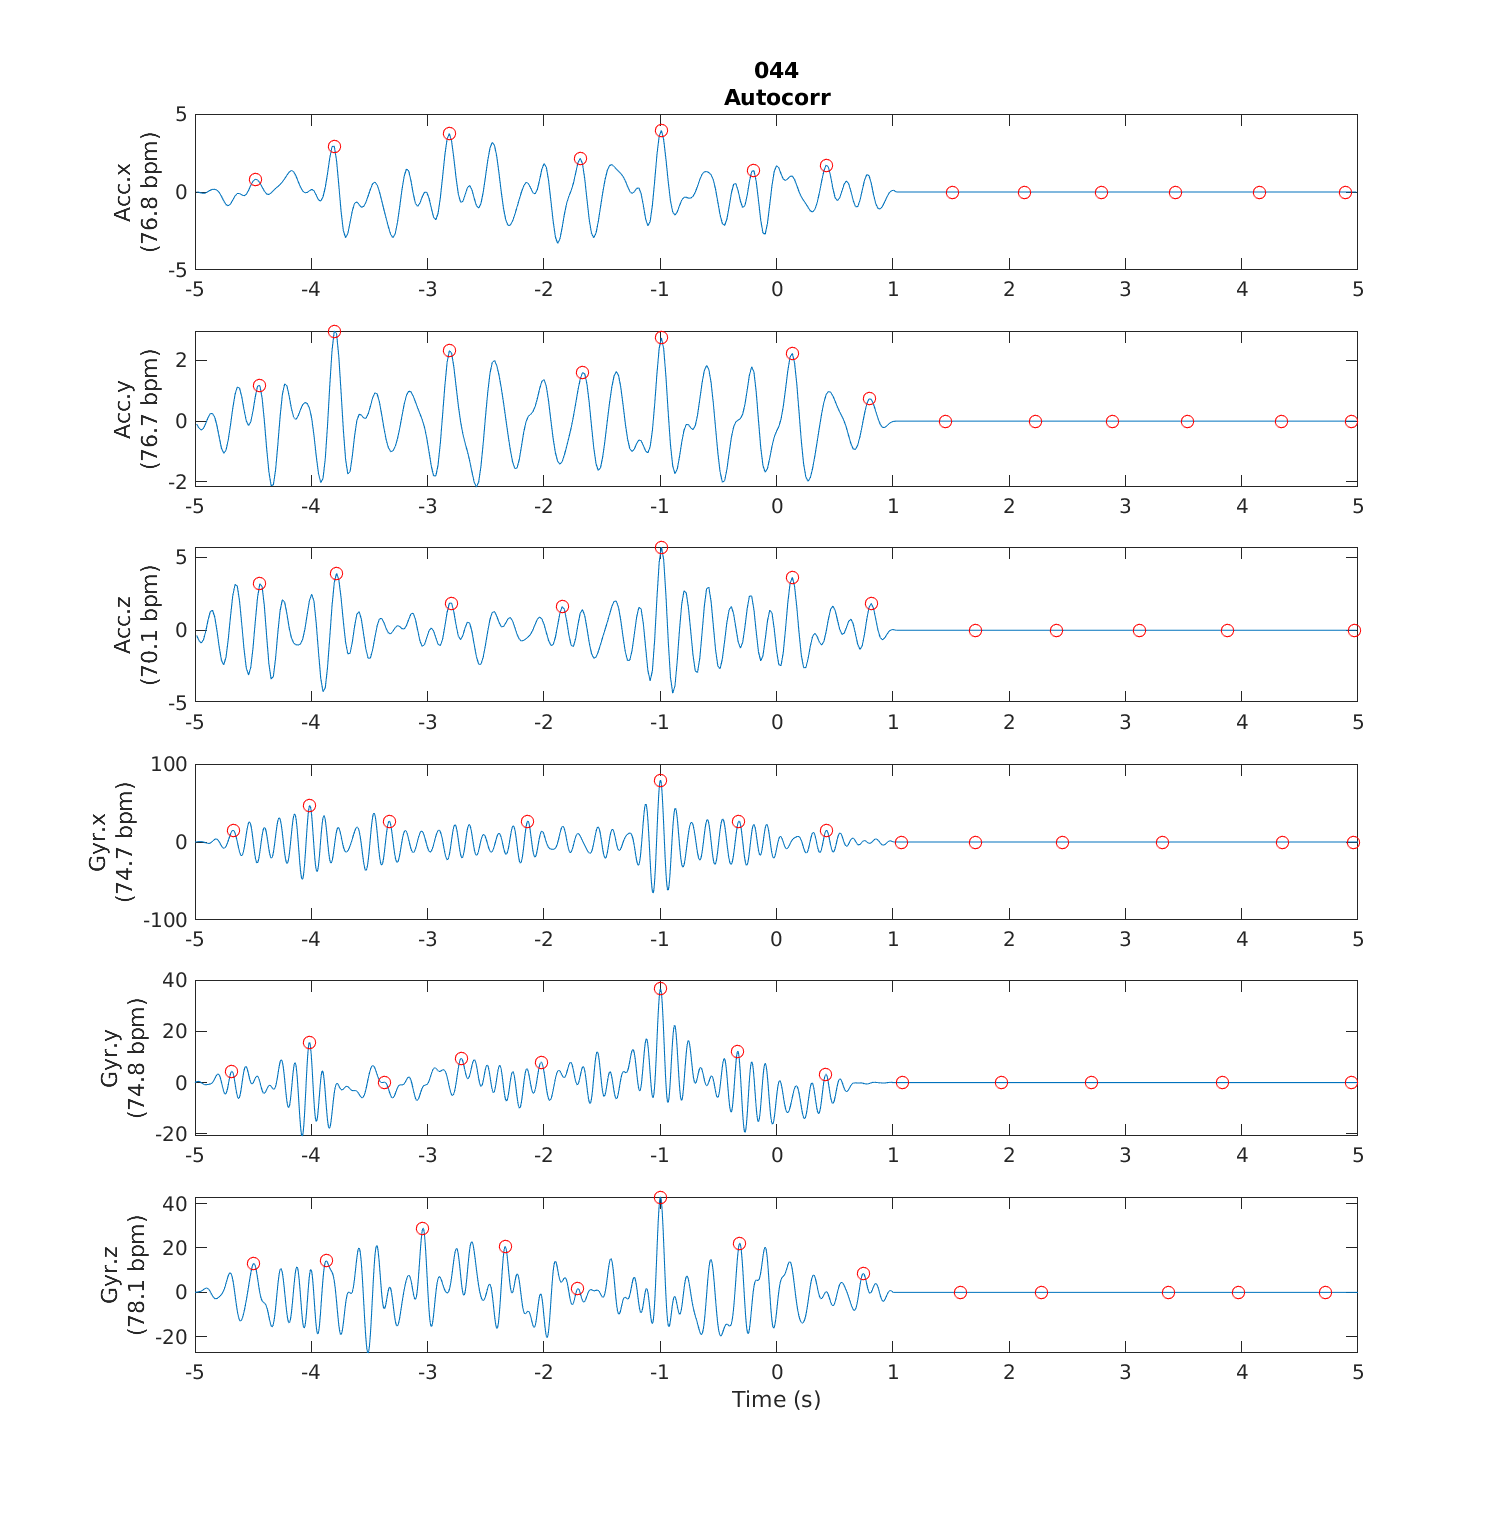 044
Autocorr
Acc.x
(76.8 bpm)
5
0
-5
-5 -4 -3 -2 -1 0 1 2 3 4 5
Acc.y
(76.7 bpm)
2
0
-2
-5 -4 -3 -2 -1 0 1 2 3 4 5
Acc.z
(70.1 bpm)
5
0
-5
-5 -4 -3 -2 -1 0 1 2 3 4 5
Gyr.x
(74.7 bpm)
100
0
-100
-5 -4 -3 -2 -1 0 1 2 3 4 5
Gyr.y
(74.8 bpm)
40
20
0
-20
-5 -4 -3 -2 -1 0 1 2 3 4 5
Gyr.z
(78.1 bpm)
40
20
0
-20
-5 -4 -3 -2 -1 0 1 2 3 4 5
Time (s)